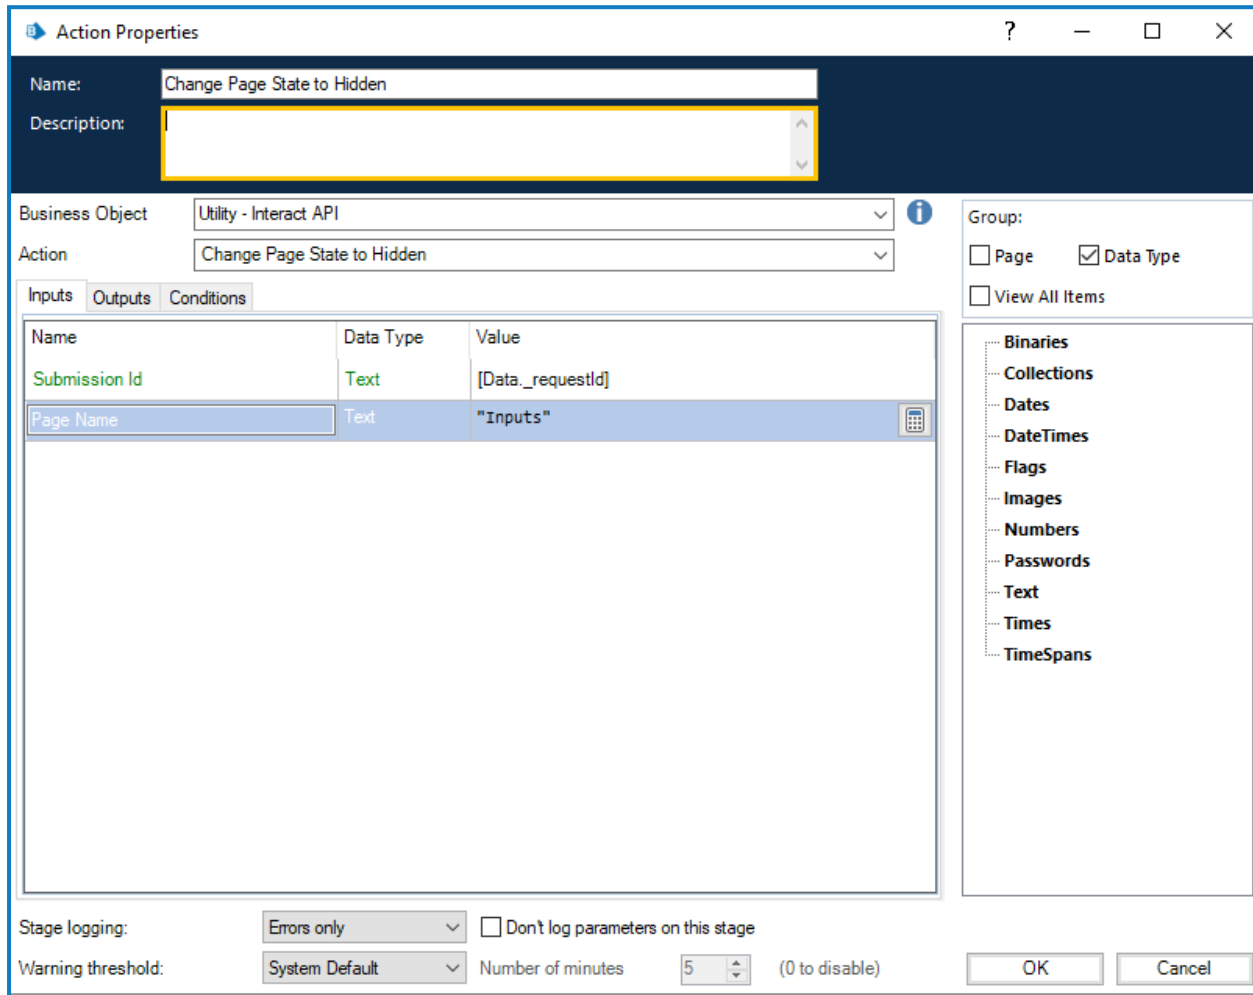 Action Properties
?
Name: Change Page State to Hidden
Description:
Business Object Utility - Interact API
Action Change Page State to Hidden
Inputs Outputs Conditions
Name Data Type Value
Submission Id Text [Data._requestId]
Page Name Text "Inputs"
Group:
Page Data Type
View All Items
Binaries
Collections
Dates
DateTimes
Flags
Images
Numbers
Passwords
Text
Times
TimeSpans
Stage logging: Errors only Don't log parameters on this stage
Warning threshold: System Default Number of minutes 5 (0 to disable)
OK Cancel